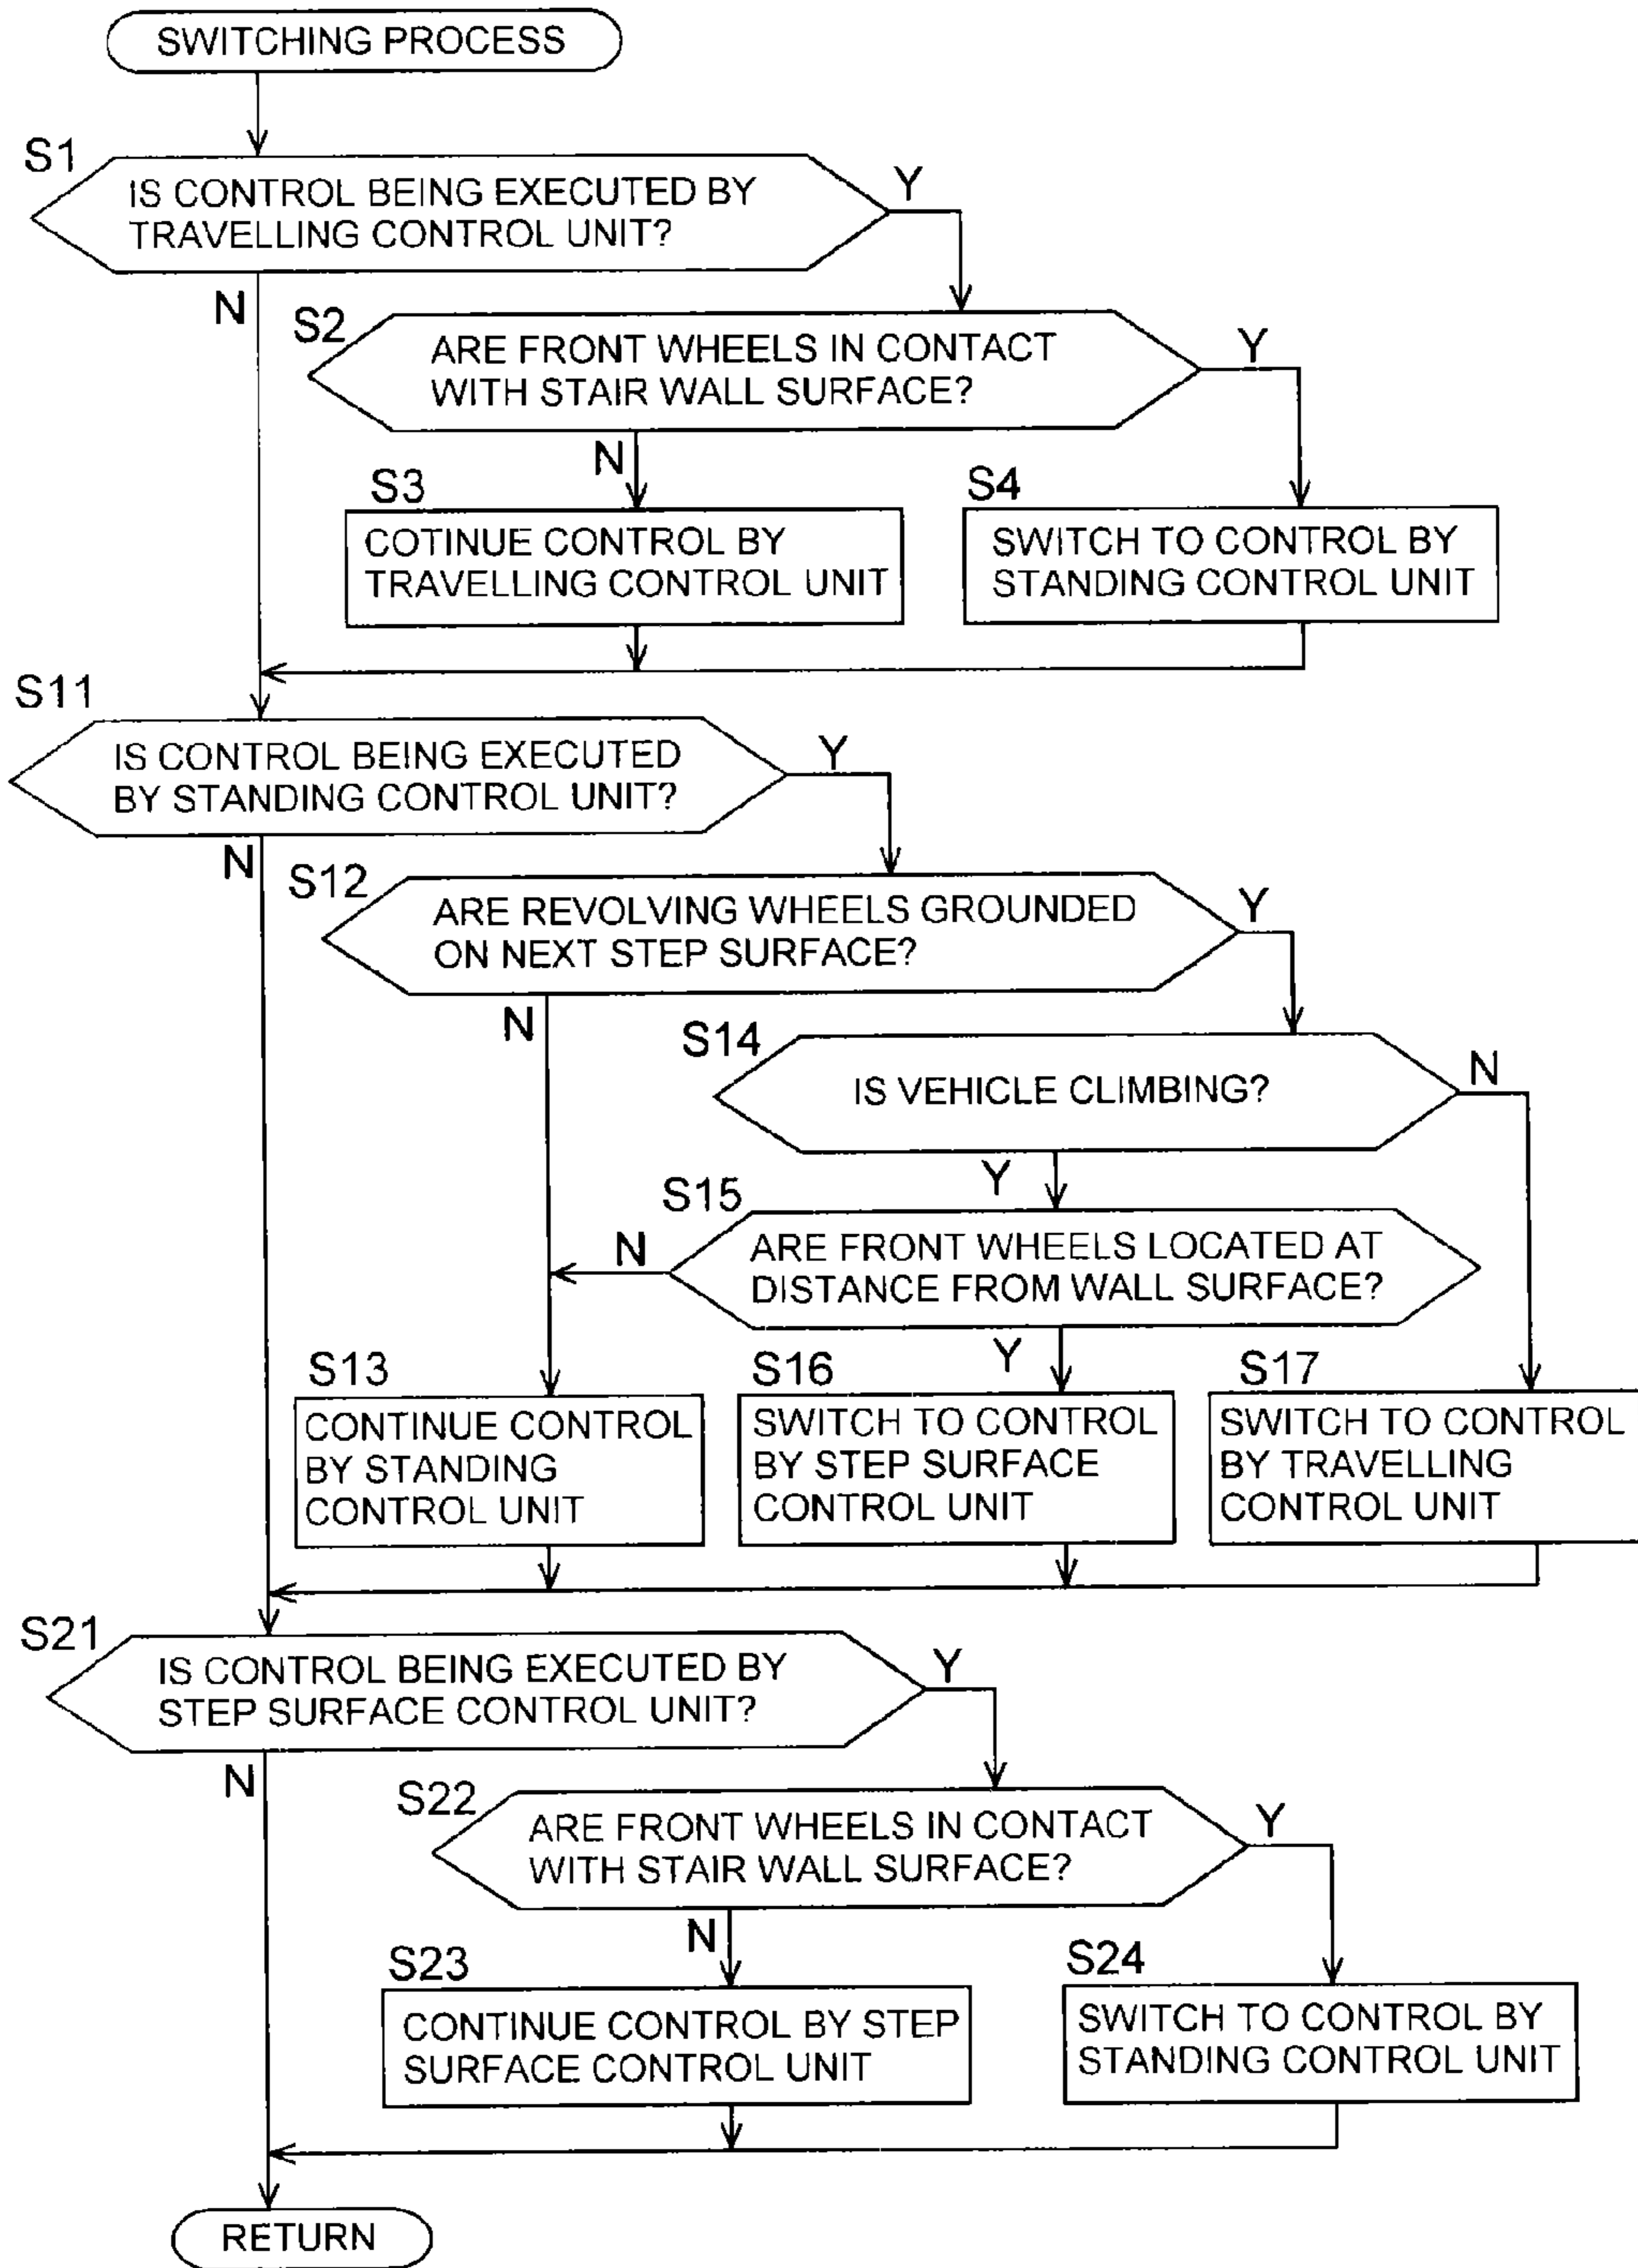 SWITCHING PROCESS
S1
IS CONTROL BEING EXECUTED BY
TRAVELLING CONTROL UNIT?
Y
N
S2
ARE FRONT WHEELS IN CONTACT
WITH STAIR WALL SURFACE?
Y
N
S3
COTINUE CONTROL BY
TRAVELLING CONTROL UNIT
S4
SWITCH TO CONTROL BY
STANDING CONTROL UNIT
S11
IS CONTROL BEING EXECUTED
BY STANDING CONTROL UNIT?
Y
N
S12
ARE REVOLVING WHEELS GROUNDED
ON NEXT STEP SURFACE?
Y
N
S14
IS VEHICLE CLIMBING?
N
Y
S15
ARE FRONT WHEELS LOCATED AT
DISTANCE FROM WALL SURFACE?
N
Y
S13
CONTINUE CONTROL
BY STANDING
CONTROL UNIT
S16
SWITCH TO CONTROL
BY STEP SURFACE
CONTROL UNIT
S17
SWITCH TO CONTROL
BY TRAVELLING
CONTROL UNIT
S21
IS CONTROL BEING EXECUTED BY
STEP SURFACE CONTROL UNIT?
Y
N
S22
ARE FRONT WHEELS IN CONTACT
WITH STAIR WALL SURFACE?
Y
N
S23
CONTINUE CONTROL BY STEP
SURFACE CONTROL UNIT
S24
SWITCH TO CONTROL BY
STANDING CONTROL UNIT
RETURN